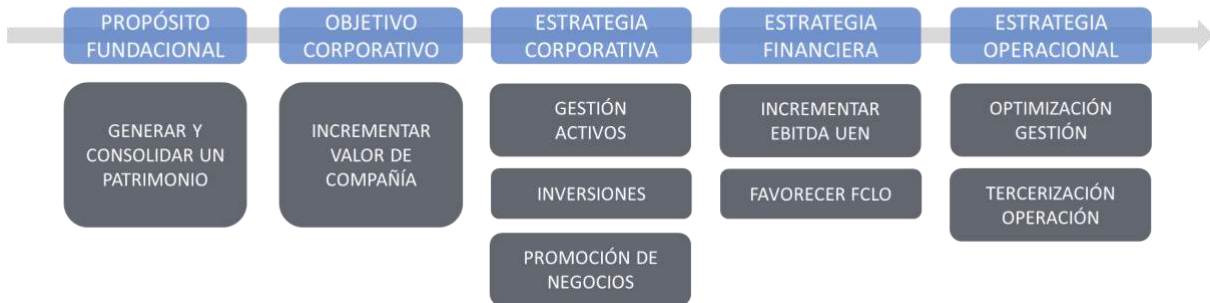 PROPÓSITO
FUNDACIONAL
GENERAR Y
CONSOLIDAR UN
PATRIMONIO
OBJETIVO
CORPORATIVO
INCREMENTAR
VALOR DE
COMPAÑÍA
ESTRATEGIA
CORPORATIVA
GESTIÓN
ACTIVOS
INVERSIONES
PROMOCIÓN DE
NEGOCIOS
ESTRATEGIA
FINANCIERA
INCREMENTAR
EBITDA UEN
FAVORECER FCLO
ESTRATEGIA
OPERACIONAL
OPTIMIZACIÓN
GESTIÓN
TERCERIZACIÓN
OPERACIÓN